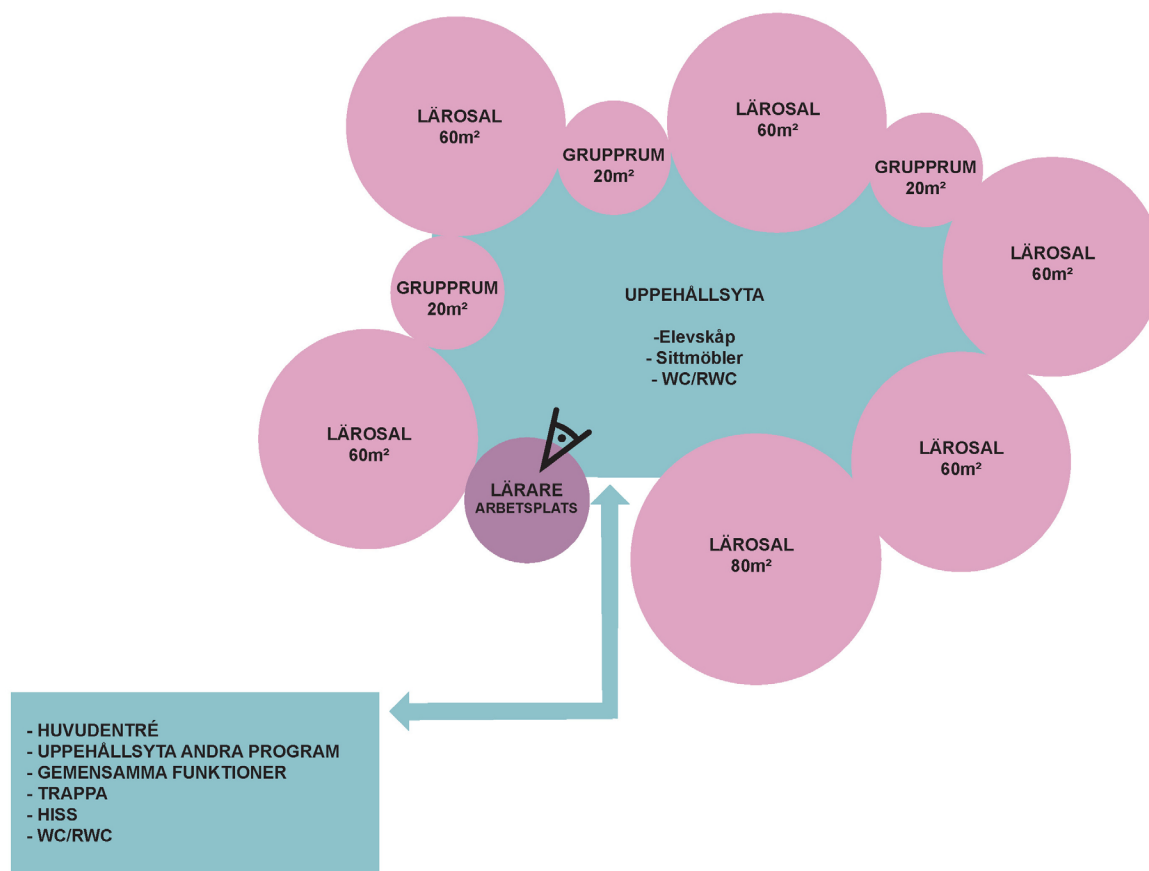 LÄROSAL
60m²
GRUPPRUM
20m²
LÄROSAL
60m²
GRUPPRUM
20m²
LÄROSAL
60m²
GRUPPRUM
20m²
UPPEHÅLLSYTA
-Elevskåp
- Sittmöbler
- WC/RWC
LÄROSAL
60m²
LÄRARE
ARBETSPLATS
LÄROSAL
60m²
LÄROSAL
80m²
- HUVUDENTRÉ
- UPPEHÅLLSYTA ANDRA PROGRAM
- GEMENSAMMA FUNKTIONER
- TRAPPA
- HISS
- WC/RWC